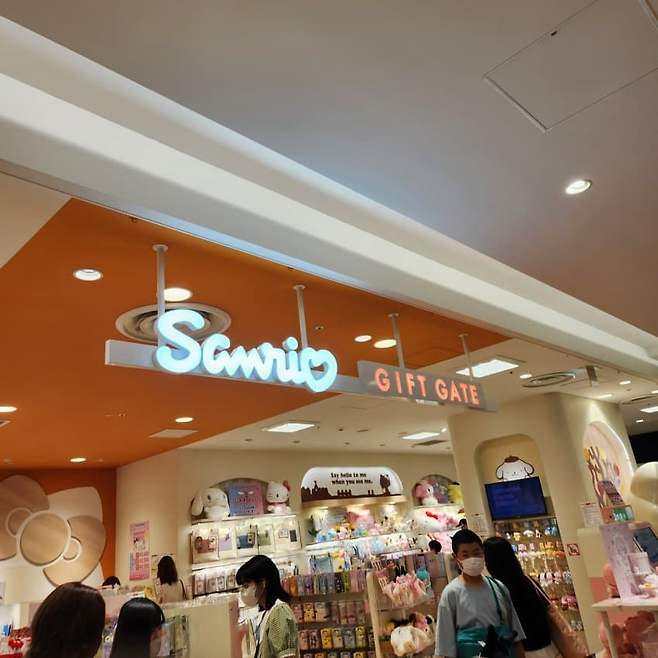 Sanrio
GIFT GATE
Say hello to me
when you see me.